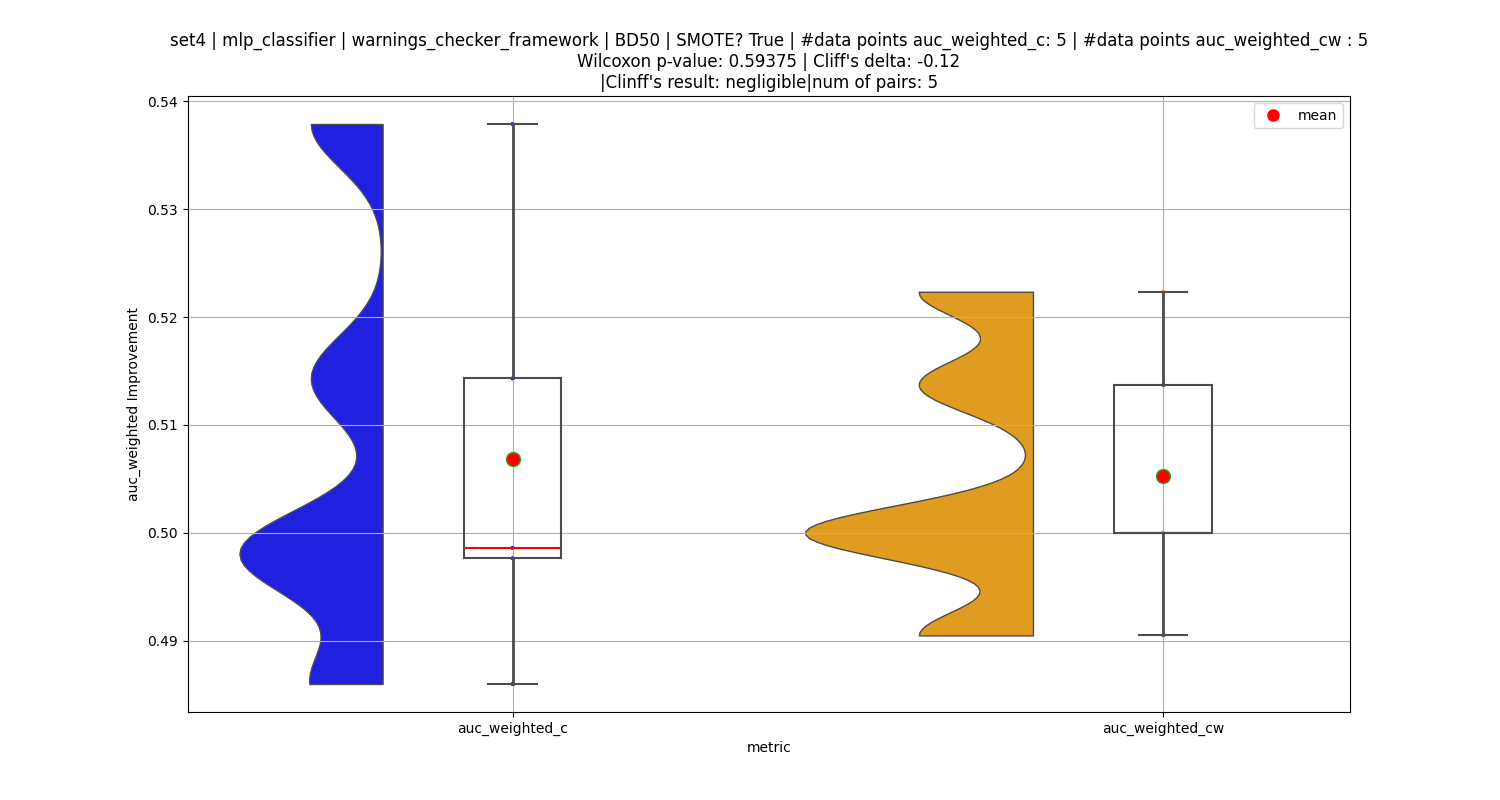 set4 | mlp_classifier | warnings_checker_framework | BD50 | SMOTE? True | #data points auc_weighted_c: 5 | #data points auc_weighted_cw : 5
Wilcoxon p-value: 0.59375 | Cliff's delta: -0.12
|Clinff's result: negligible|num of pairs: 5
mean
auc_weighted Improvement
0.54
0.53
0.52
0.51
0.50
0.49
auc_weighted_c
auc_weighted_cw
metric